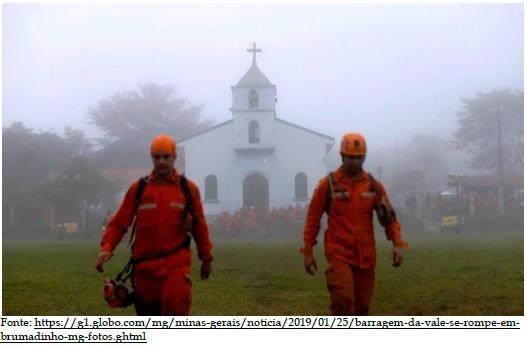 Fonte: https://g1.globo.com/mg/minas-gerais/noticia/2019/01/25/barragem-da-vale-se-rompe-em-
brumadinho-mg-fotos.ghtml